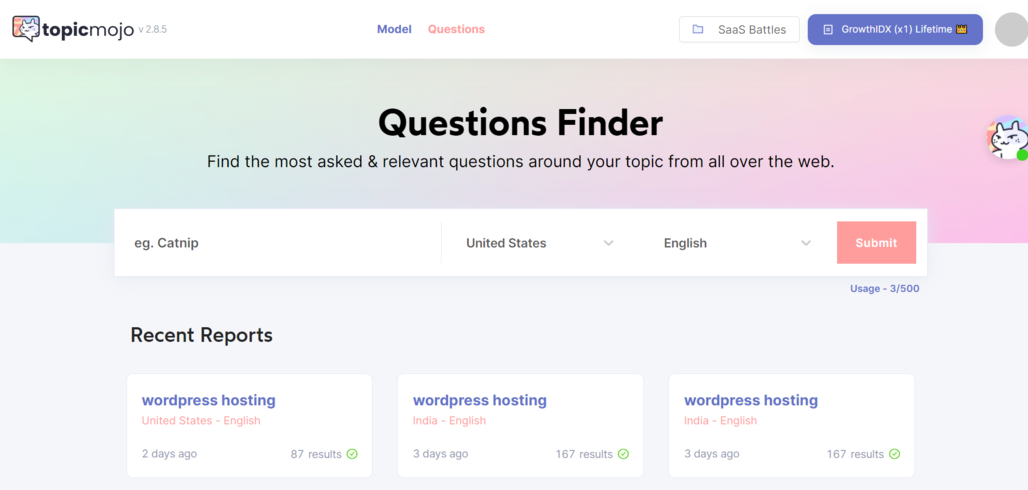 topicmojo v 2.8.5
Model Questions
SaaS Battles
GrowthIDX (x1) Lifetime
Questions Finder
Find the most asked & relevant questions around your topic from all over the web.
eg. Catnip
United States
English
Submit
Usage - 3/500
Recent Reports
wordpress hosting
United States - English
2 days ago 87 results
wordpress hosting
India - English
3 days ago 167 results
wordpress hosting
India - English
3 days ago 167 results